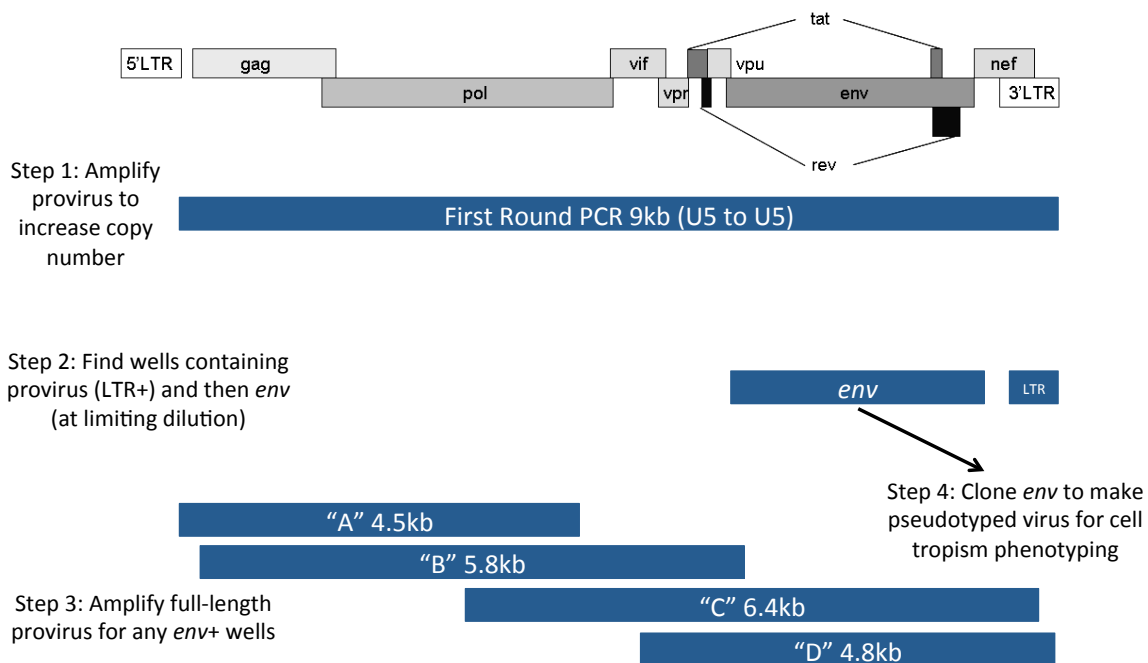 tat
5'LTR
gag
vif
vpu
nef
pol
vpr
env
3'LTR
rev
Step 1: Amplify
provirus to
increase copy
number
First Round PCR 9kb (U5 to U5)
Step 2: Find wells containing
provirus (LTR+) and then env
(at limiting dilution)
env
LTR
Step 4: Clone env to make
pseudotyped virus for cell
tropism phenotyping
"A" 4.5kb
"B" 5.8kb
Step 3: Amplify full-length
provirus for any env+ wells
"C" 6.4kb
"D" 4.8kb